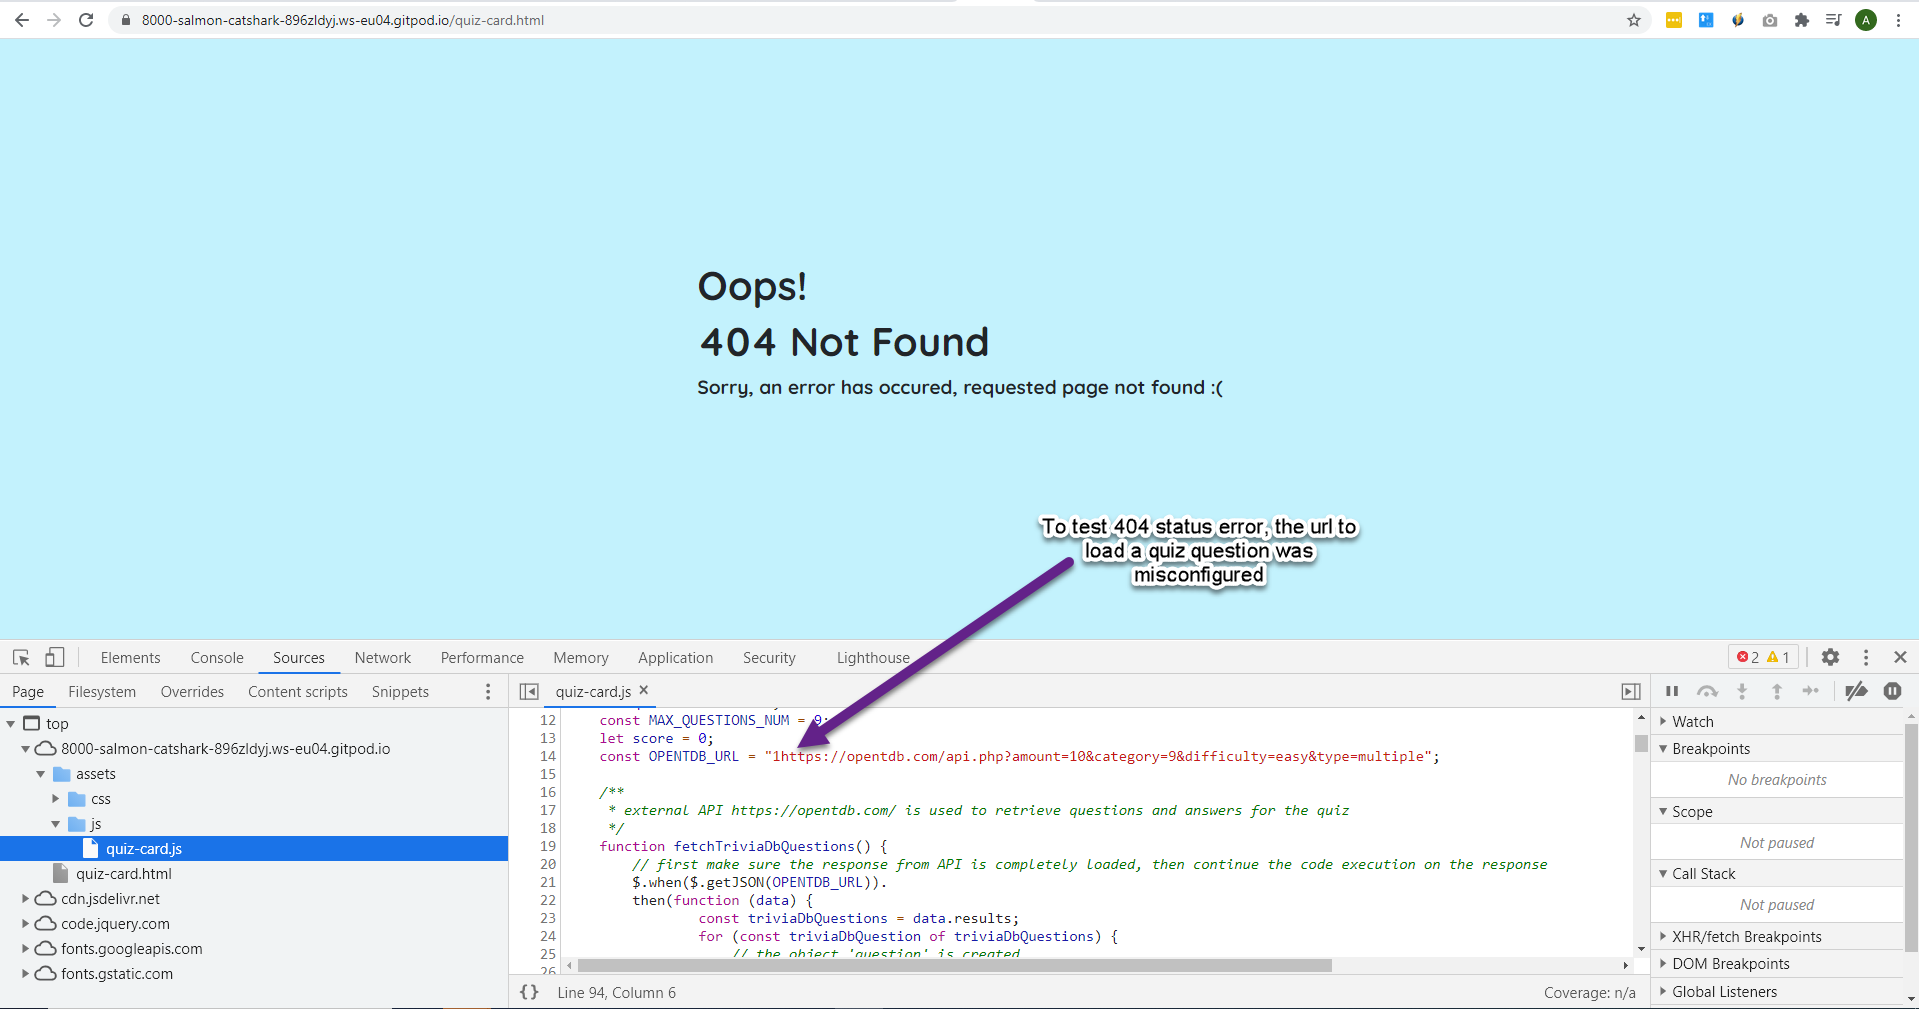 8000-salmon-catshark-896zldyj.ws-eu04.gitpod.io/quiz-card.html
A
Oops!
404 Not Found
Sorry, an error has occured, requested page not found :(
To test 404 status error, the url to
load a quiz question was
misconfigured
Elements Console Sources Network Performance Memory Application Security Lighthouse
2 1
Page Filesystem Overrides Content scripts Snippets
quiz-card.js
top
8000-salmon-catshark-896zldyj.ws-eu04.gitpod.io
assets
css
js
quiz-card.js
quiz-card.html
cdn.jsdelivr.net
code.jquery.com
fonts.googleapis.com
fonts.gstatic.com
12 const MAX_QUESTIONS_NUM = 9;
13 let score = 0;
14 const OPENTDB_URL = "1https://opentdb.com/api.php?amount=10&category=9&difficulty=easy&type=multiple";
15
16 /**
17 * external API https://opentdb.com/ is used to retrieve questions and answers for the quiz
18 */
19 function fetchTriviaDbQuestions() {
20 // first make sure the response from API is completely loaded, then continue the code execution on the response
21 $.when($.getJSON(OPENTDB_URL)).
22 then(function (data) {
23 const triviaDbQuestions = data.results;
24 for (const triviaDbQuestion of triviaDbQuestions) {
25 // the object 'question' is created
26
{} Line 94, Column 6
Coverage: n/a
Watch
Breakpoints
No breakpoints
Scope
Not paused
Call Stack
Not paused
XHR/fetch Breakpoints
DOM Breakpoints
Global Listeners